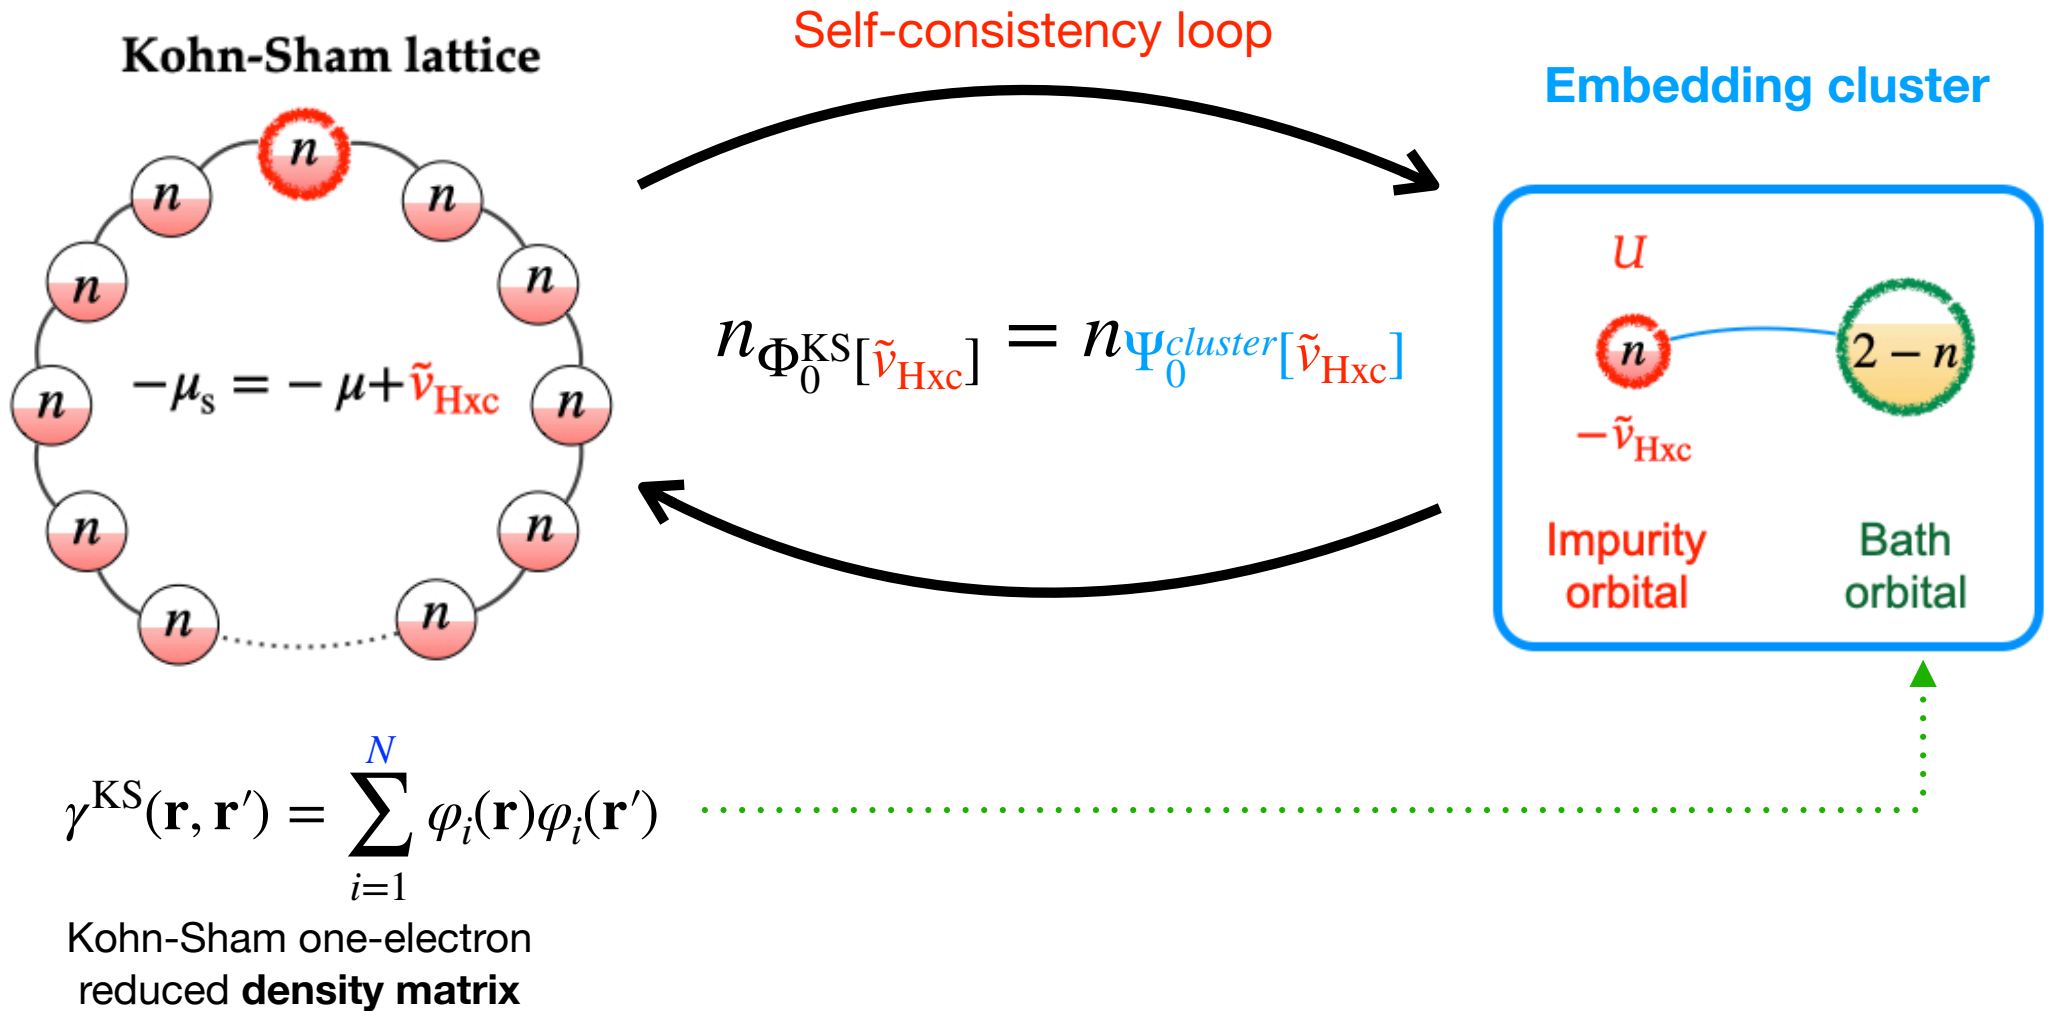 Self-consistency loop
Kohn-Sham lattice
Embedding cluster
n
n
n
n
n
n
n
n
n
n
n
−μ_s = − μ+ṽ_Hxc
n_{Φ_0^{KS}[ṽ_Hxc]} = n_{Ψ_0^{cluster}[ṽ_Hxc]}
U
n
2 − n
−ṽ_Hxc
Impurity
orbital
Bath
orbital
γ^{KS}(r, r′) = ∑_{i=1}^{N} φ_i(r)φ_i(r′)
Kohn-Sham one-electron
reduced density matrix